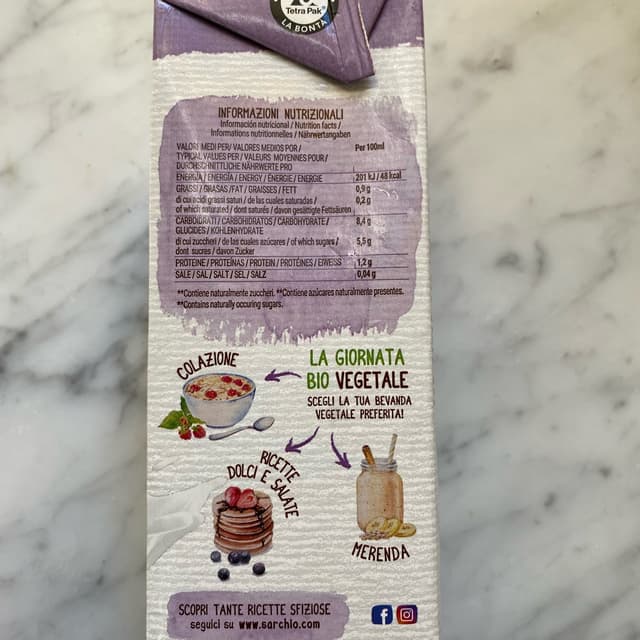 Tetra Pak®
LA BONTÀ
INFORMAZIONI NUTRIZIONALI
Información nutricional / Nutrition facts /
Informations nutritionnelles / Nährwertangaben
VALORI MEDI PER/ VALORES MEDIOS POR / Per 100ml
TYPICAL VALUES PER / VALEURS MOYENNES POUR /
DURCHSCHNITTLICHE NÄHRWERTE PRO
ENERGIA / ENERGÍA / ENERGY / ÉNERGIE / ENERGIE 201 kJ / 48 kcal
GRASSI / GRASAS / FAT / GRAISSES / FETT 0,9 g
di cui acidi grassi saturi / de las cuales saturadas / 0,2 g
of which saturated / dont saturés / davon gesättigte Fettsäuren
CARBOIDRATI / CARBOHIDRATOS / CARBOHYDRATE / 8,4 g
GLUCIDES / KOHLENHYDRATE
di cui zuccheri / de las cuales azúcares / of which sugars / 5,5 g
dont sucres / davon Zucker
PROTEINE / PROTEÍNAS / PROTEIN / PROTÉINES / EIWEISS 1,2 g
SALE / SAL / SALT / SEL / SALZ 0,04 g
**Contiene naturalmente zuccheri. **Contiene azúcares naturalmente presentes.
**Contains naturally occuring sugars.
COLAZIONE
LA GIORNATA
BIO VEGETALE
SCEGLI LA TUA BEVANDA
VEGETALE PREFERITA!
RICETTE
DOLCI E SALATE
MERENDA
SCOPRI TANTE RICETTE SFIZIOSE
seguici su www.sarchio.com